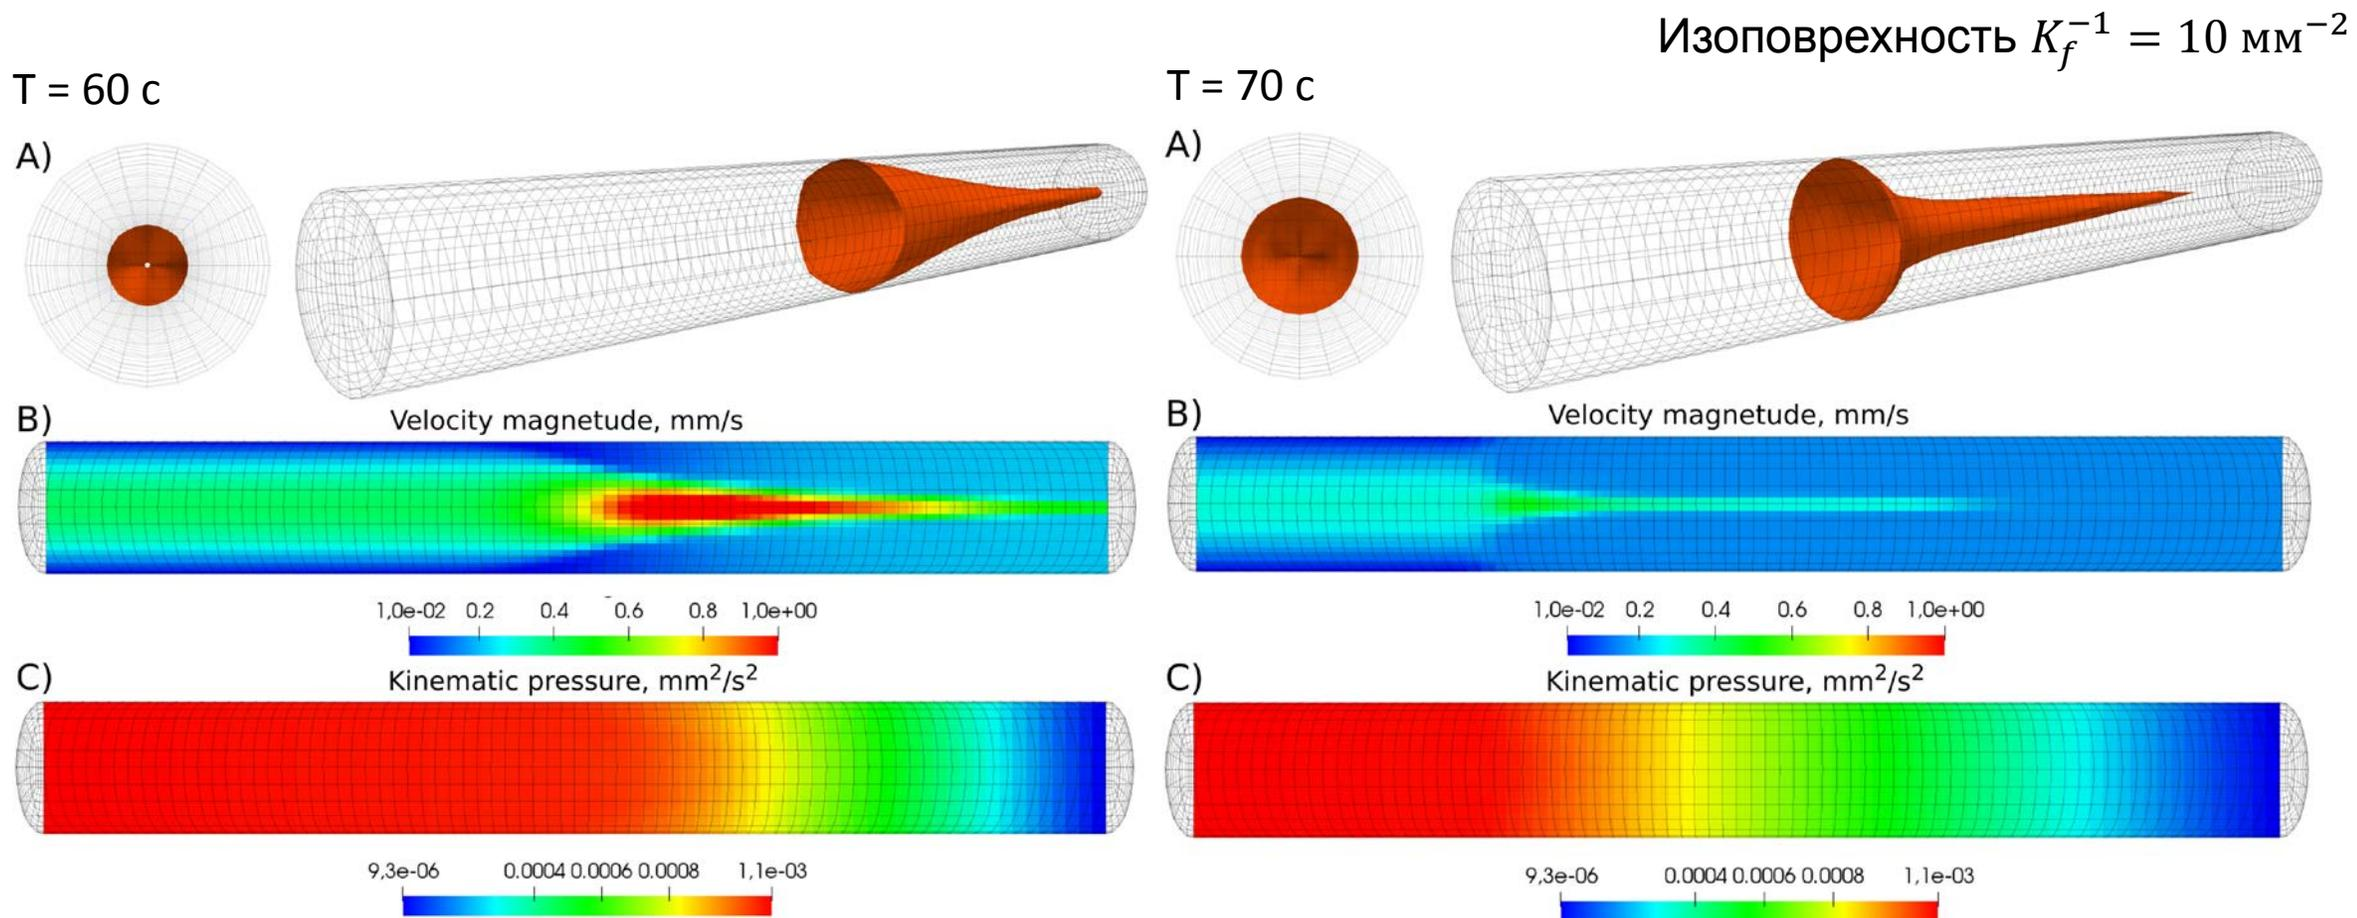 Изоповрехность $K_f^{-1} = 10$ мм$^{-2}$
T = 60 с
A)
B)
Velocity magnetude, mm/s
1,0e-02 0.2 0.4 0.6 0.8 1,0e+00
C)
Kinematic pressure, mm²/s²
9,3e-06 0.0004 0.0006 0.0008 1,1e-03
T = 70 с
A)
B)
Velocity magnetude, mm/s
1,0e-02 0.2 0.4 0.6 0.8 1,0e+00
C)
Kinematic pressure, mm²/s²
9,3e-06 0.0004 0.0006 0.0008 1,1e-03